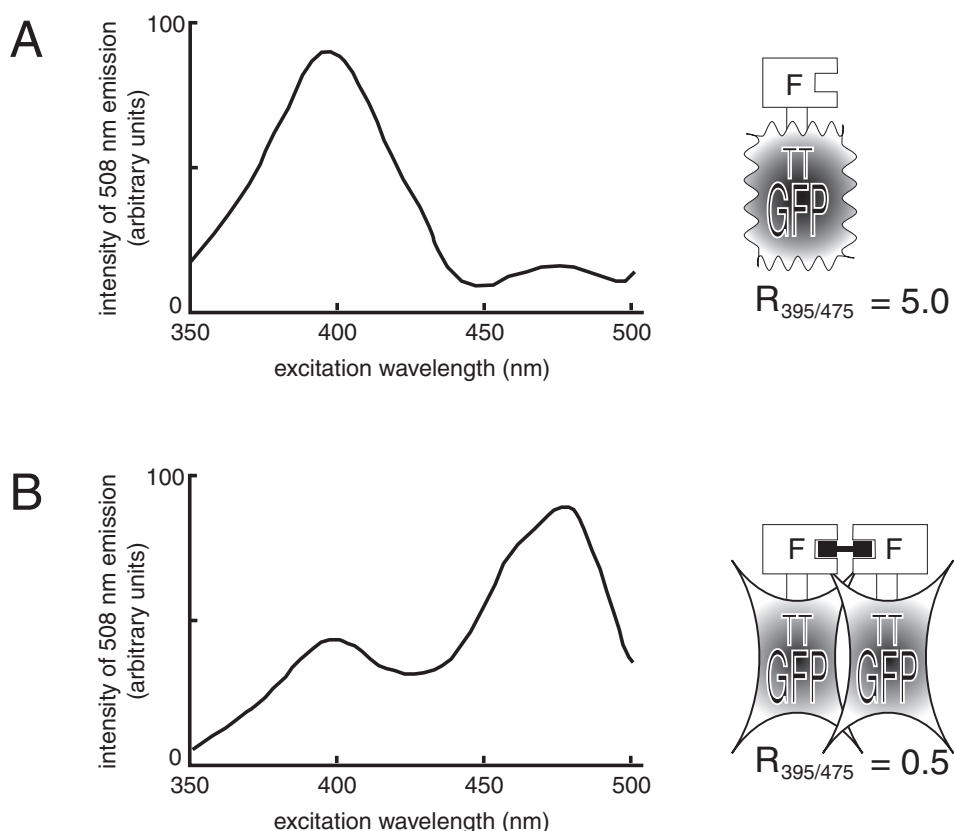 A
intensity of 508 nm emission
(arbitrary units)
100
0
350
400
450
500
excitation wavelength (nm)
F
TT
GFP
R395/475 = 5.0
B
intensity of 508 nm emission
(arbitrary units)
100
0
350
400
450
500
excitation wavelength (nm)
F
F
TT
TT
GFP
GFP
R395/475 = 0.5